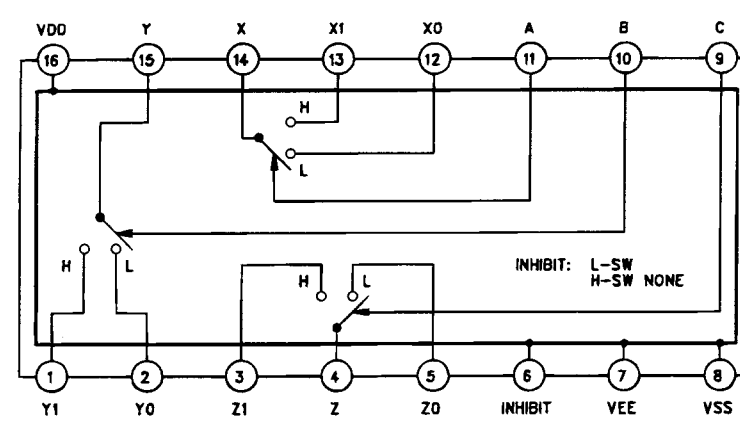 VDD Y X X1 X0 A B C
16 15 14 13 12 11 10 9
H
L
H L
H L
INHIBIT: L-SW
H-SW NONE
1 2 3 4 5 6 7 8
Y1 Y0 Z1 Z Z0 INHIBIT VEE VSS